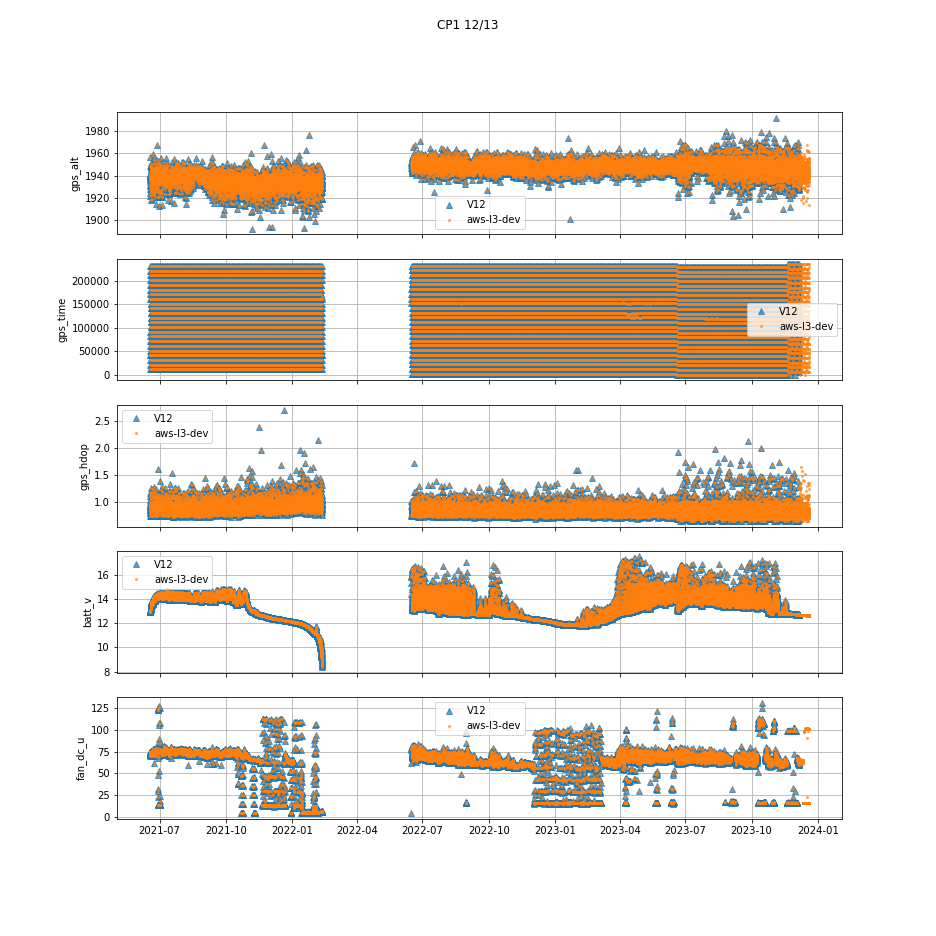 CP1 12/13
1980
1960
1940
1920
1900
gps_alt
V12
aws-l3-dev
200000
150000
100000
50000
0
gps_time
V12
aws-l3-dev
2.5
2.0
1.5
1.0
gps_hdop
V12
aws-l3-dev
16
14
12
10
8
batt_v
V12
aws-l3-dev
125
100
75
50
25
0
fan_dc_u
V12
aws-l3-dev
2021-07 2021-10 2022-01 2022-04 2022-07 2022-10 2023-01 2023-04 2023-07 2023-10 2024-01